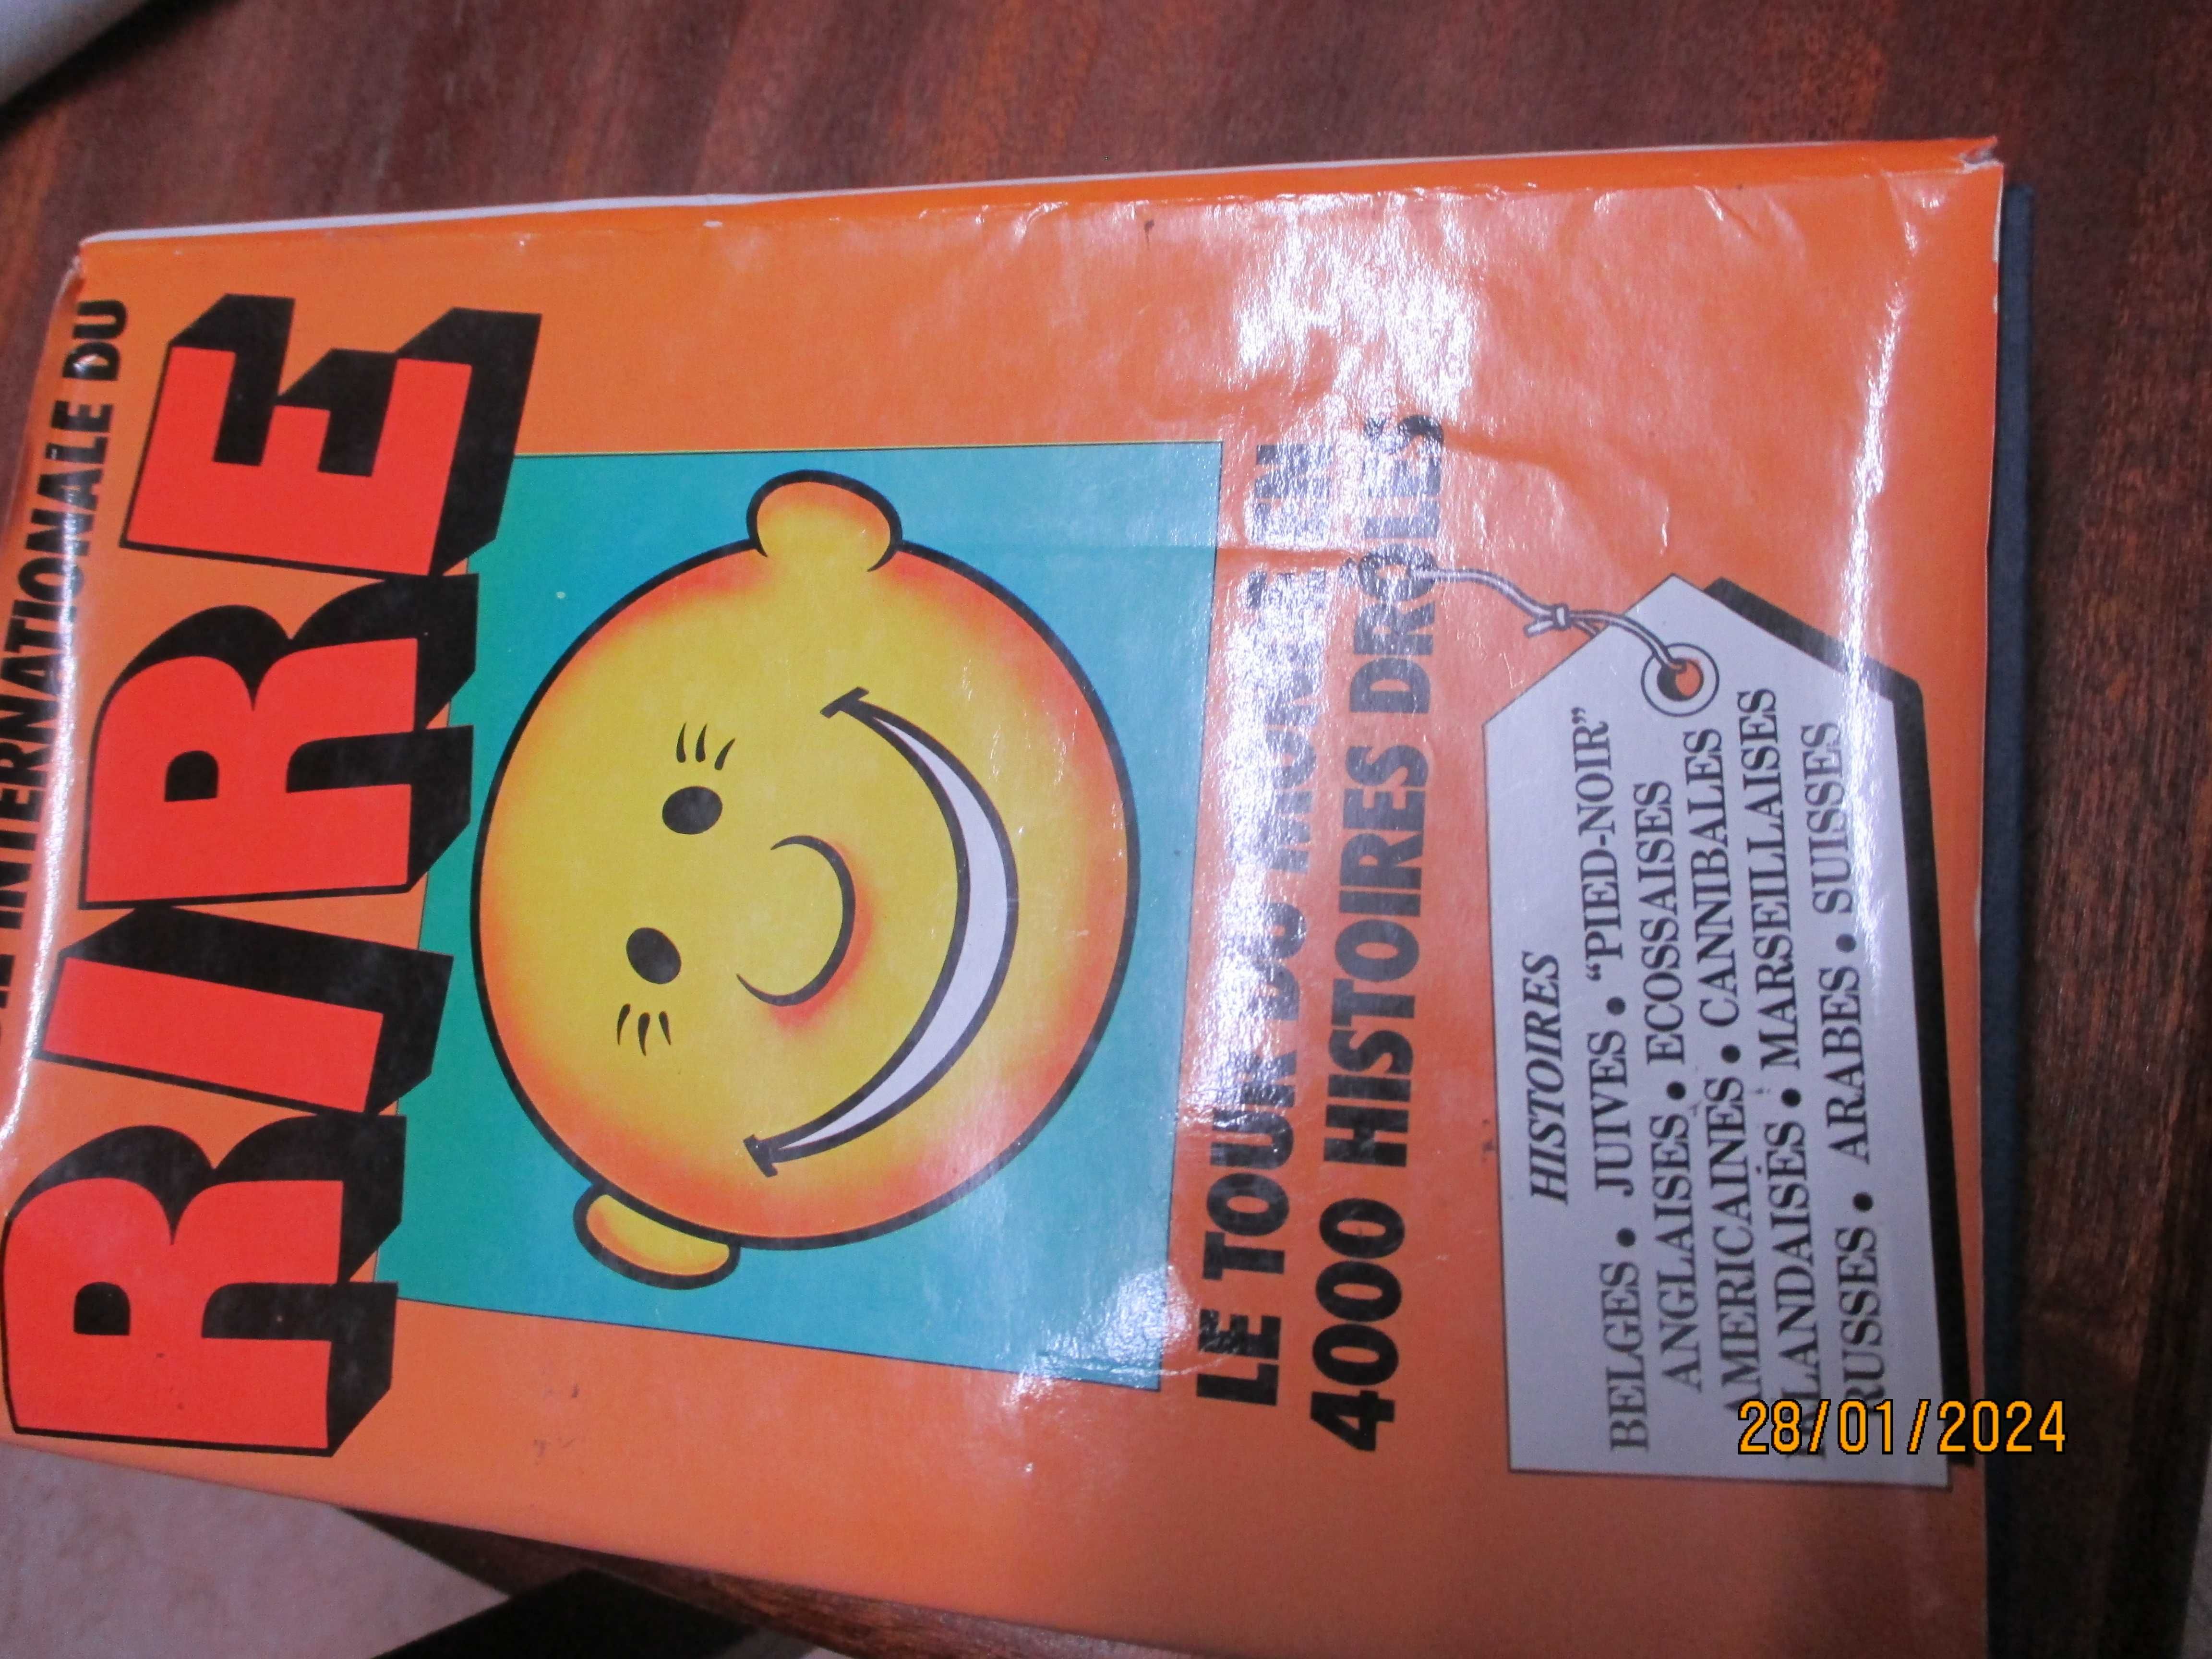 INTERNATIONALE DU
RIRE
LE TOUR DU MONDE EN
4000 HISTOIRES DRÔLES
HISTOIRES
BELGES • JUIVES • “PIED-NOIR”
ANGLAISES • ECOSSAISES
AMERICAINES • CANNIBALES
• MARSEILLAISES
RUSSES • ARABES • SUISSES
28/01/2024